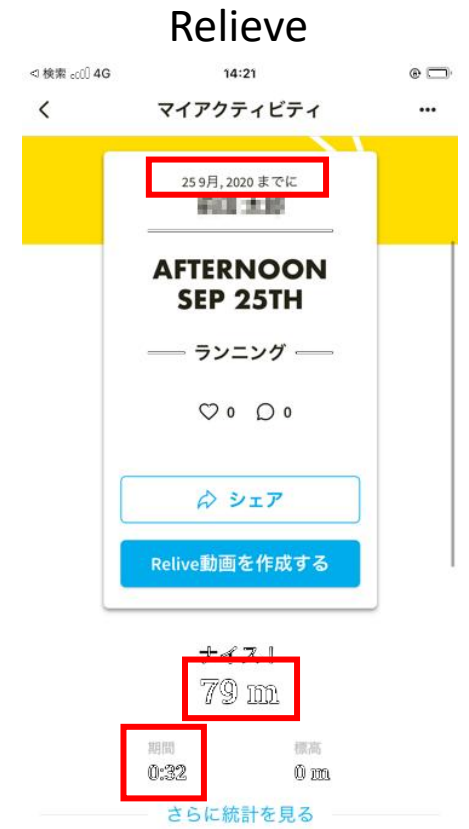 Relieve
検索 4G 14:21
マイアクティビティ
25 9月, 2020 までに
AFTERNOON
SEP 25TH
ランニング
0 0
シェア
Relive動画を作成する
ナイス!
79 m
期間 標高
0:32 0 m
さらに統計を見る